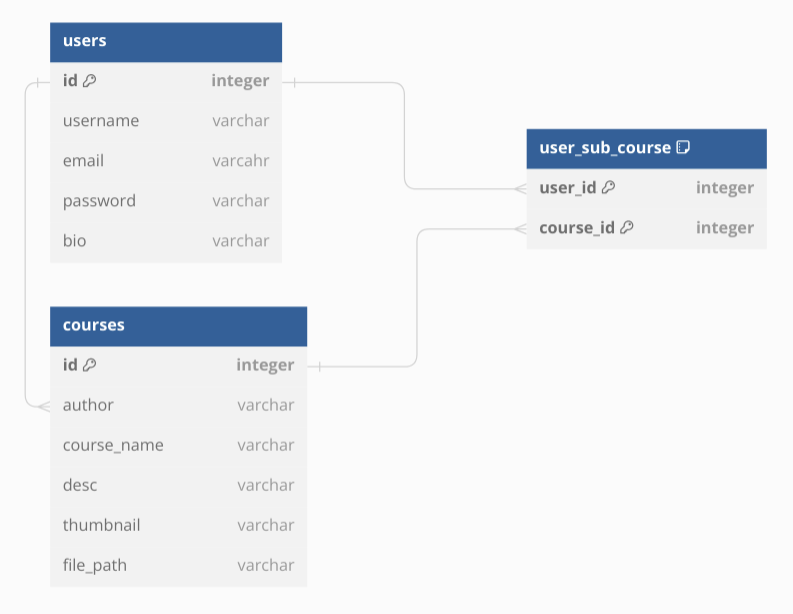 users
id integer
username varchar
email varcahr
password varchar
bio varchar
user_sub_course
user_id integer
course_id integer
courses
id integer
author varchar
course_name varchar
desc varchar
thumbnail varchar
file_path varchar